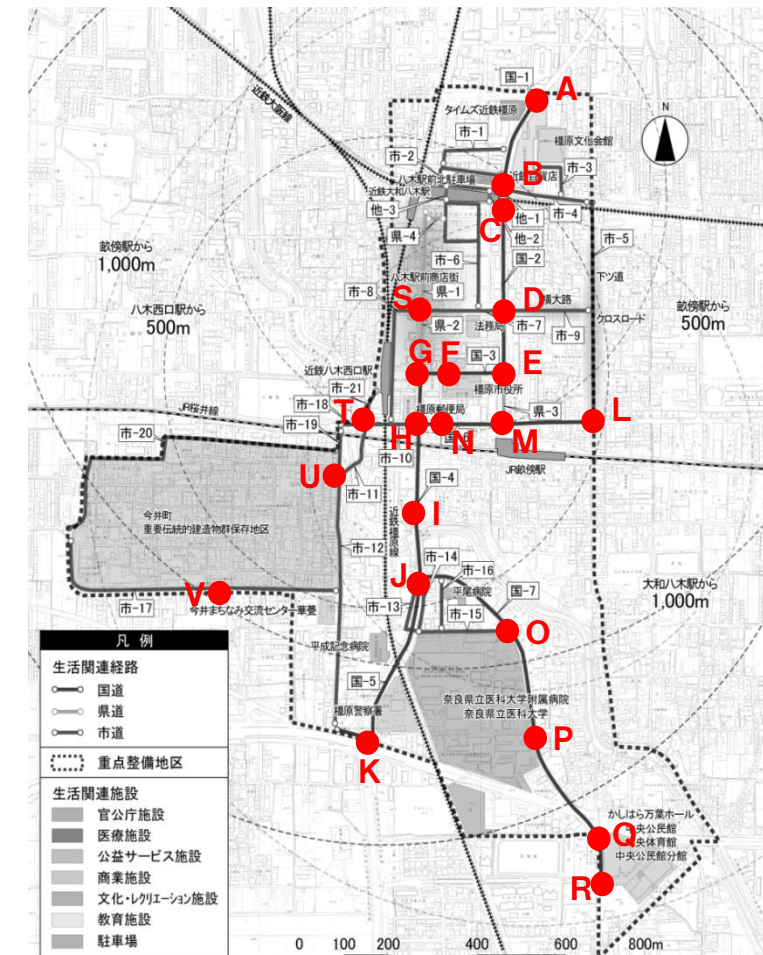 国-1
A
タイムズ近鉄橿原
近鉄大阪線
N
市-1
橿原文化会館
市-2
B
市-3
八木駅前北駐車場
近鉄大和八木駅
他-3
他-1
市-4
C
他-2
県-4
市-5
畝傍駅から
1,000m
国-2
市-6
八木駅前商店街
下ツ道
市-8
県-1
S
D
横大路
八木西口駅から
500m
畝傍駅から
500m
県-2
法務局
市-7
クロスロード
市-9
G
F
E
国-3
近鉄八木西口駅
橿原市役所
市-21
市-18
T
橿原郵便局
県-3
L
JR桜井線
市-19
H
N
M
市-20
市-10
JR畝傍駅
U
市-11
国-4
I
今井町
重要伝統的建造物群保存地区
近鉄橿原線
市-12
市-14
市-16
J
平尾病院
国-7
大和八木駅から
1,000m
V
市-17
今井まちなみ交流センター華甍
市-13
市-15
O
凡 例
平成記念病院
生活関連経路
国-5
国道
県道
市道
橿原警察署
奈良県立医科大学附属病院
奈良県立医科大学
K
P
重点整備地区
生活関連施設
官公庁施設
医療施設
公益サービス施設
商業施設
文化・レクリエーション施設
教育施設
駐車場
かしはら万葉ホール
中央公民館
Q
中央体育館
中央公民館分館
R
0 100 200 400 600 800m